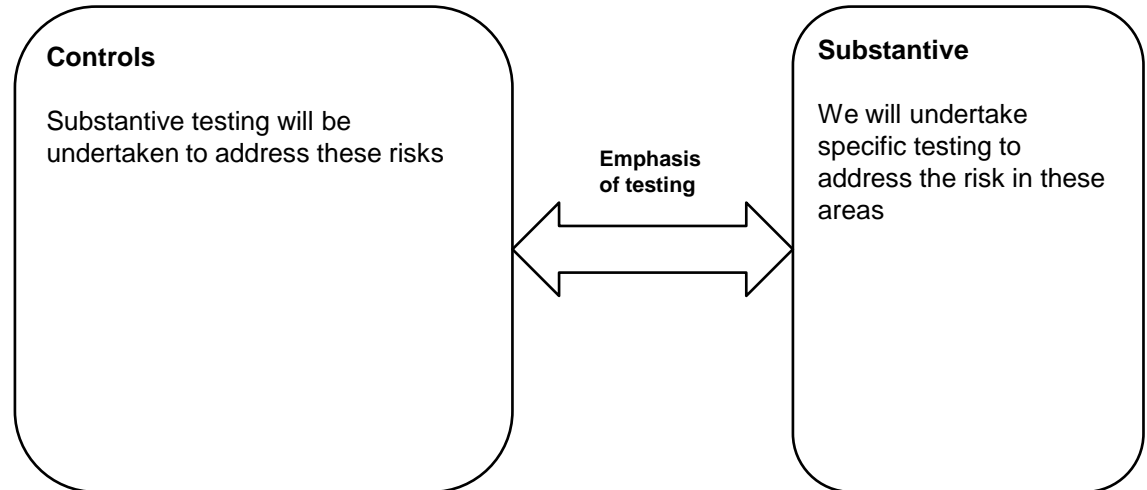 Controls
Substantive testing will be
undertaken to address these risks
Emphasis
of testing
Substantive
We will undertake
specific testing to
address the risk in these
areas